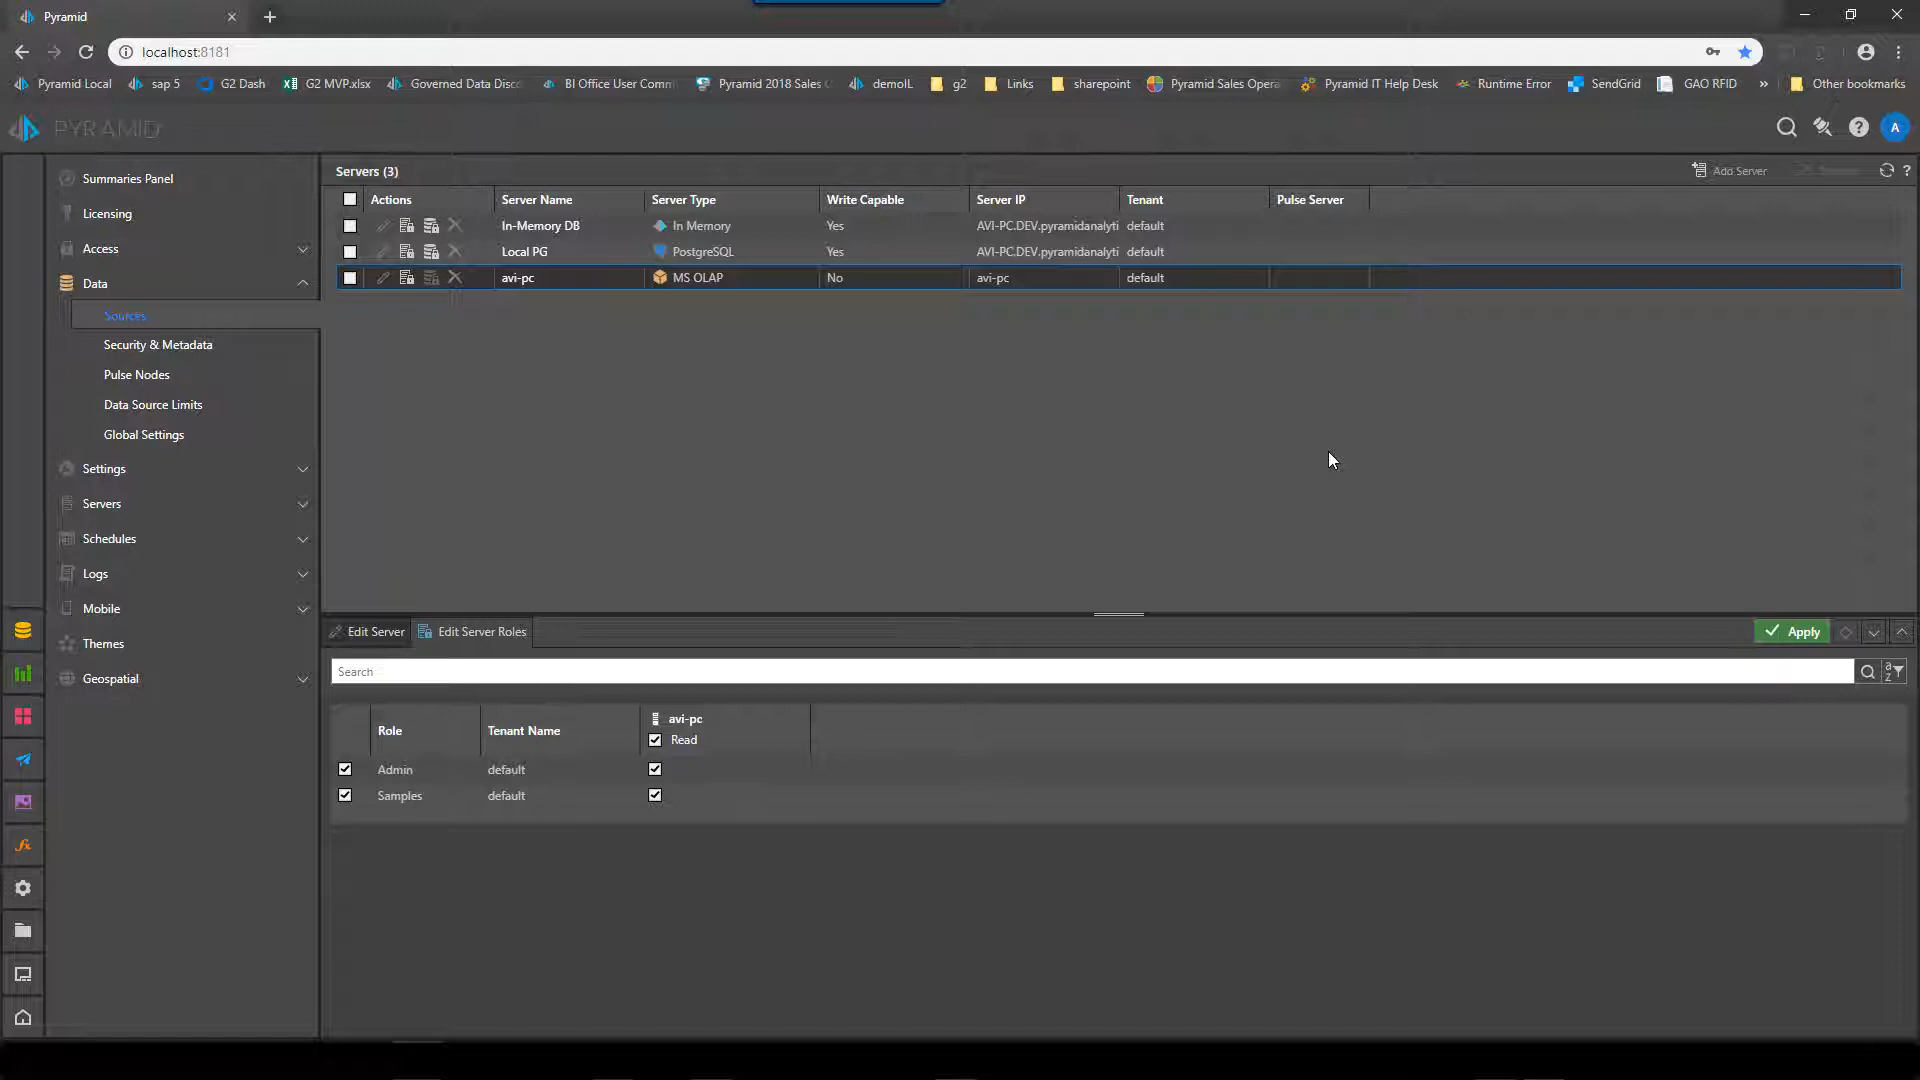 Pyramid
localhost:8181
Pyramid Local
sap 5
G2 Dash
G2 MVP.xlsx
Governed Data Disc
BI Office User Comm
Pyramid 2018 Sales C
demoIL
g2
Links
sharepoint
Pyramid Sales Opera
Pyramid IT Help Desk
Runtime Error
SendGrid
GAO RFID
»
Other bookmarks
PYRAMID
A
Summaries Panel
Licensing
Access
Data
Sources
Security & Metadata
Pulse Nodes
Data Source Limits
Global Settings
Settings
Servers
Schedules
Logs
Mobile
Themes
Geospatial
Servers (3)
Add Server
?
Actions Server Name Server Type Write Capable Server IP Tenant Pulse Server
In-Memory DB In Memory Yes AVI-PC.DEV.pyramidanalyti default
Local PG PostgreSQL Yes AVI-PC.DEV.pyramidanalyti default
avi-pc MS OLAP No avi-pc default
Edit Server
Edit Server Roles
Apply
Search
Role Tenant Name avi-pc
Read
Admin default
Samples default